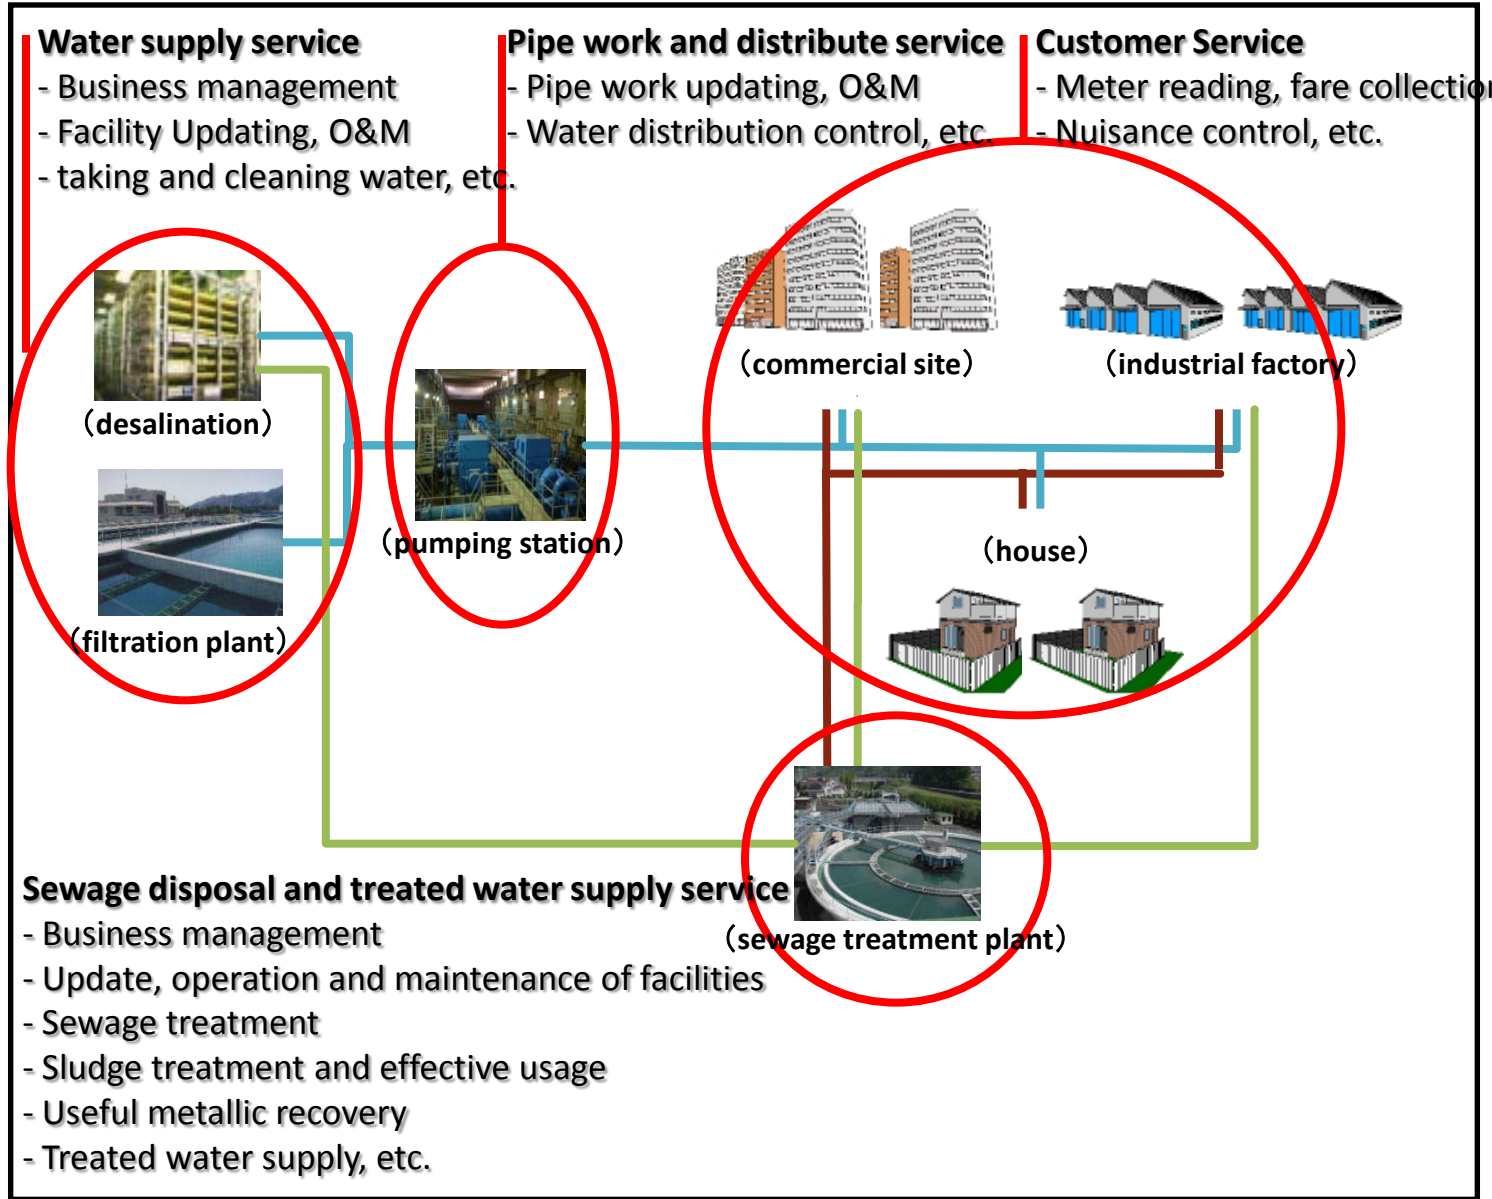 Water supply service
- Business management
- Facility Updating, O&M
- taking and cleaning water, etc.
Pipe work and distribute service
- Pipe work updating, O&M
- Water distribution control, etc.
Customer Service
- Meter reading, fare collection
- Nuisance control, etc.
（desalination）
（filtration plant）
（pumping station）
（commercial site）
（industrial factory）
（house）
（sewage treatment plant）
Sewage disposal and treated water supply service
- Business management
- Update, operation and maintenance of facilities
- Sewage treatment
- Sludge treatment and effective usage
- Useful metallic recovery
- Treated water supply, etc.